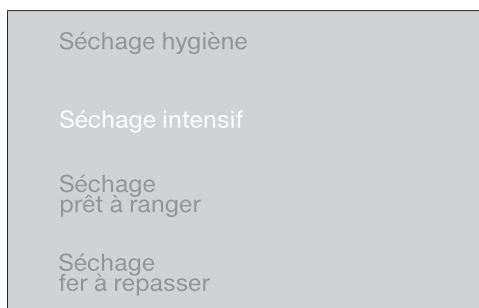 Séchage hygiène
Séchage intensif
Séchage
prêt à ranger
Séchage
fer à repasser